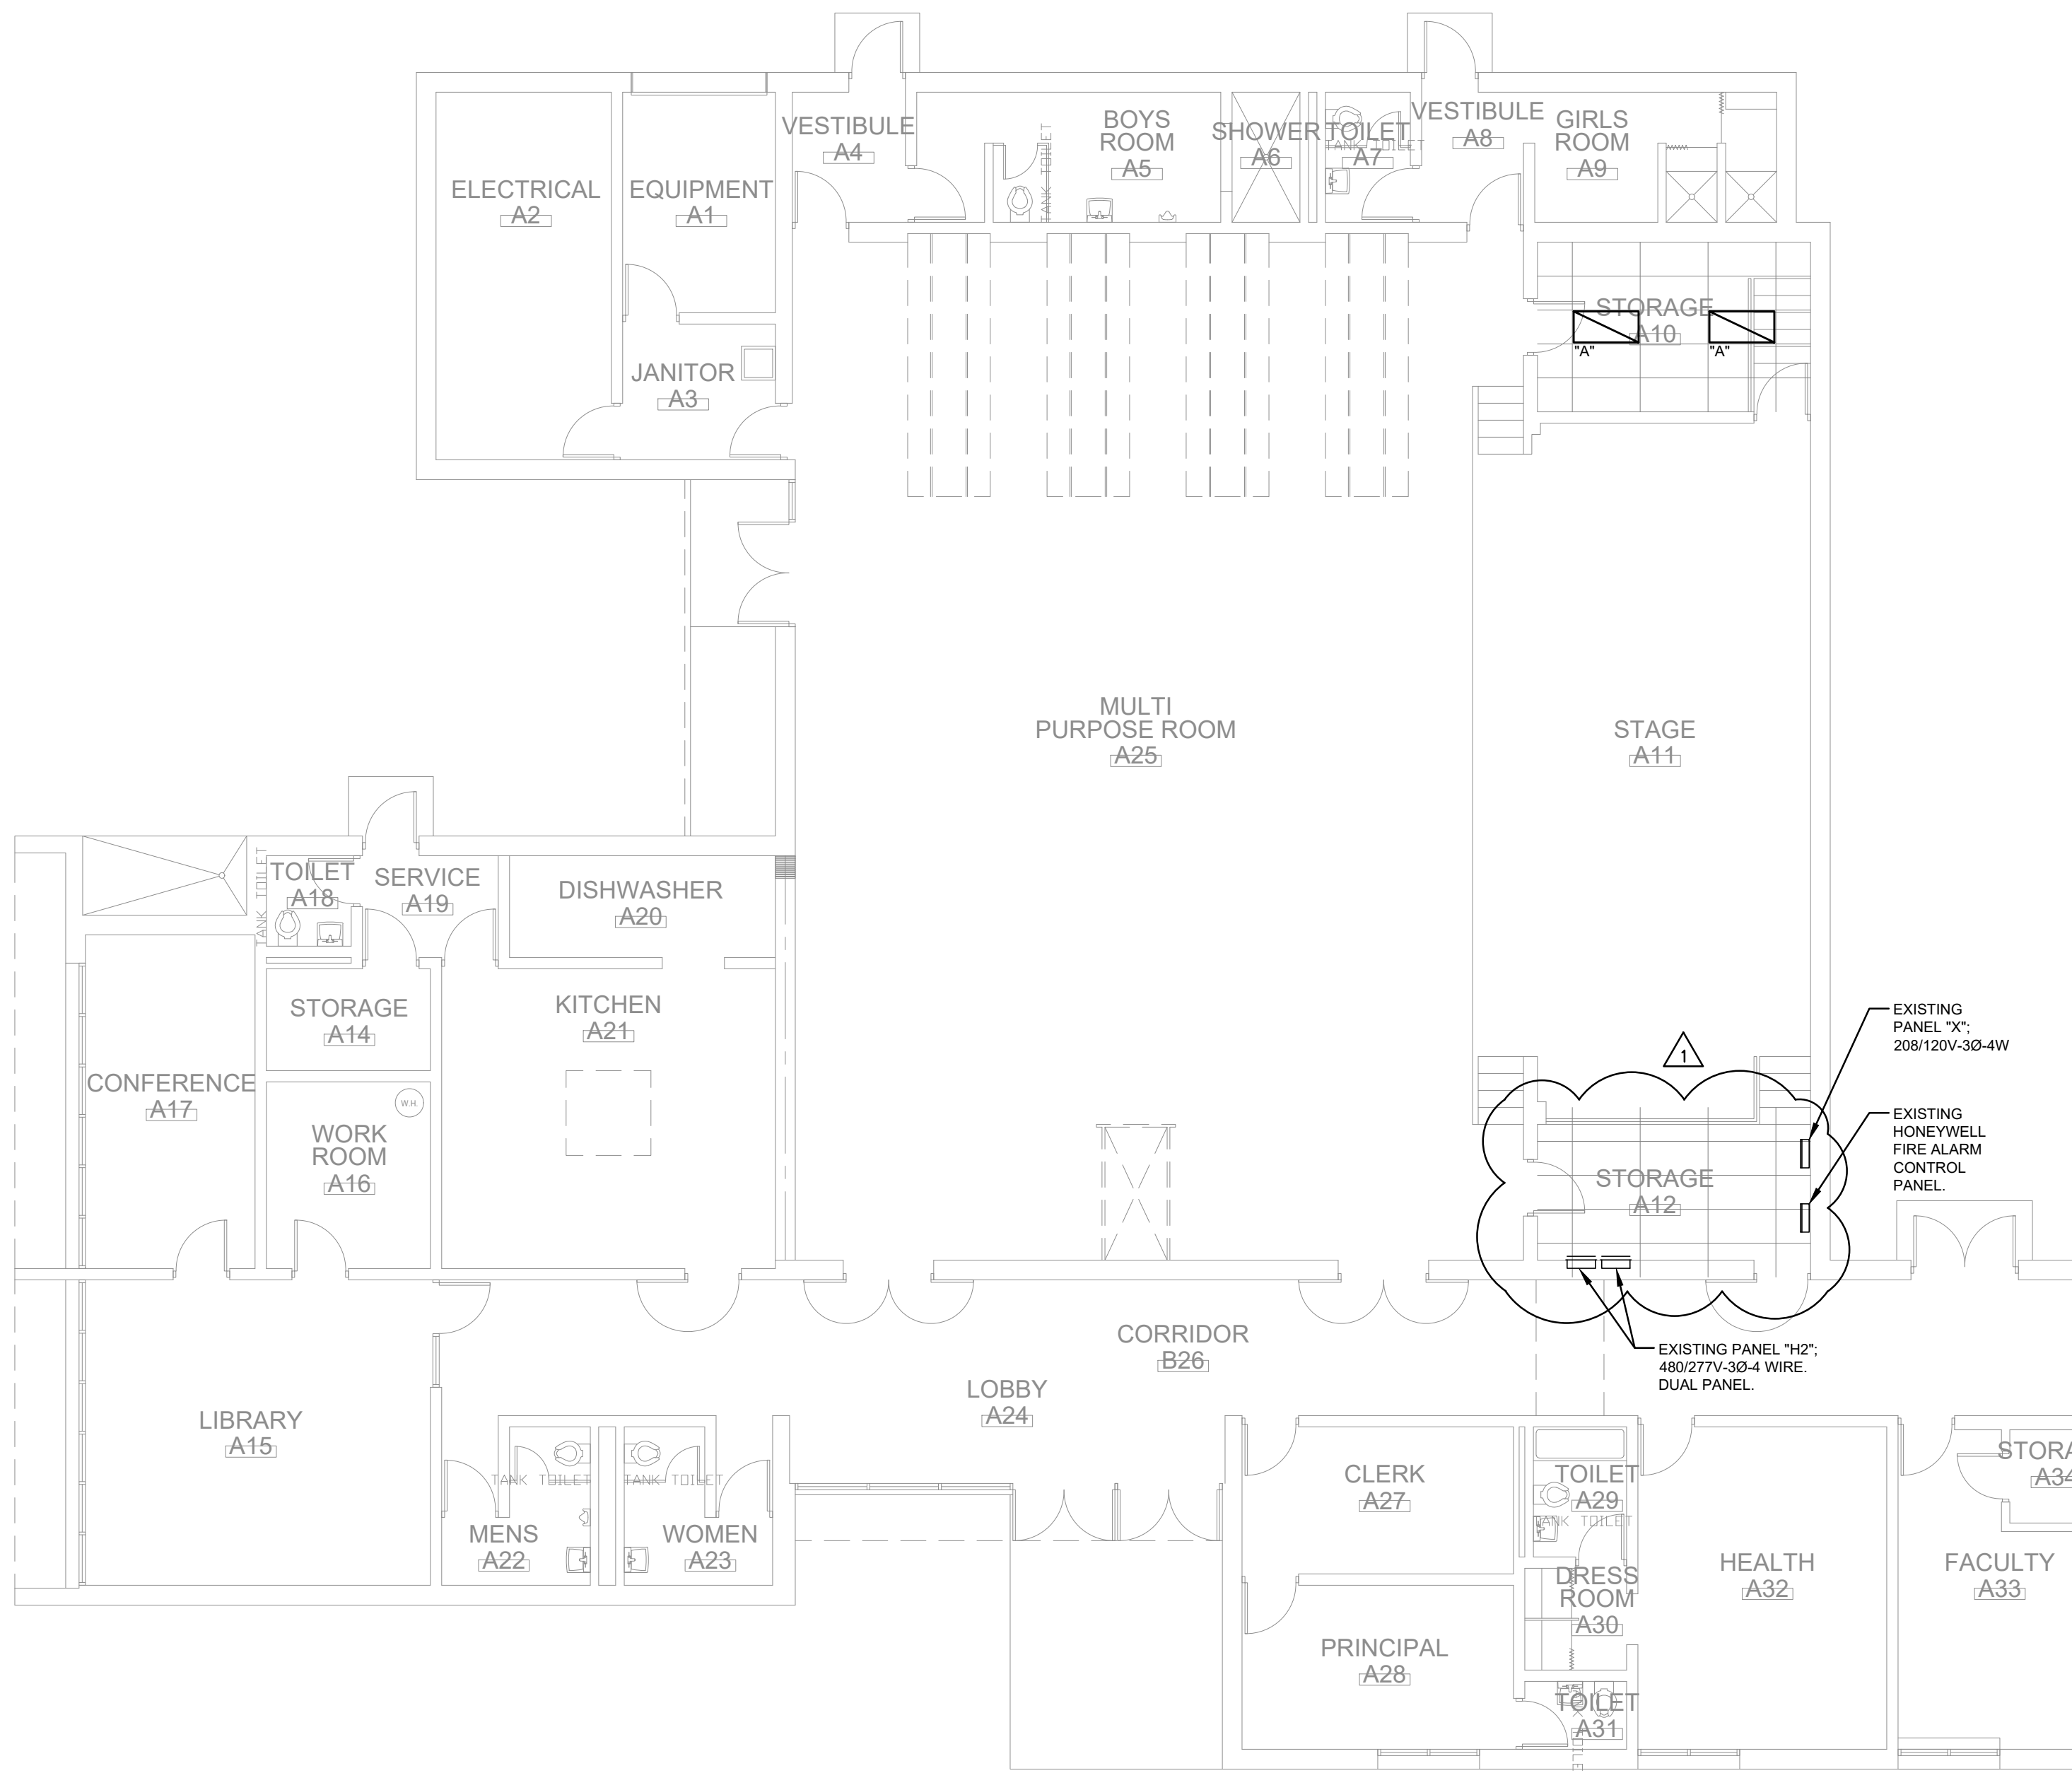 VESTIBULE
A4
BOYS
ROOM
A5
TANK TOILET
SHOWER
A6
TOILET
A7
TANK TOILET
VESTIBULE
A8
GIRLS
ROOM
A9
ELECTRICAL
A2
EQUIPMENT
A1
STORAGE
A10
"A"
"A"
JANITOR
A3
MULTI
PURPOSE ROOM
A25
STAGE
A11
TOILET
A18
TANK TOILET
SERVICE
A19
DISHWASHER
A20
STORAGE
A14
KITCHEN
A21
CONFERENCE
A17
W.H.
WORK
ROOM
A16
EXISTING
PANEL "X";
208/120V-3Ø-4W
1
EXISTING
HONEYWELL
FIRE ALARM
CONTROL
PANEL.
STORAGE
A12
EXISTING PANEL "H2";
480/277V-3Ø-4 WIRE.
DUAL PANEL.
CORRIDOR
B26
LOBBY
A24
LIBRARY
A15
TANK TOILET
TANK TOILET
MENS
A22
WOMEN
A23
CLERK
A27
TOILET
A29
TANK TOILET
STORA
A34
DRESS
ROOM
A30
HEALTH
A32
FACULTY
A33
PRINCIPAL
A28
TOILET
A31